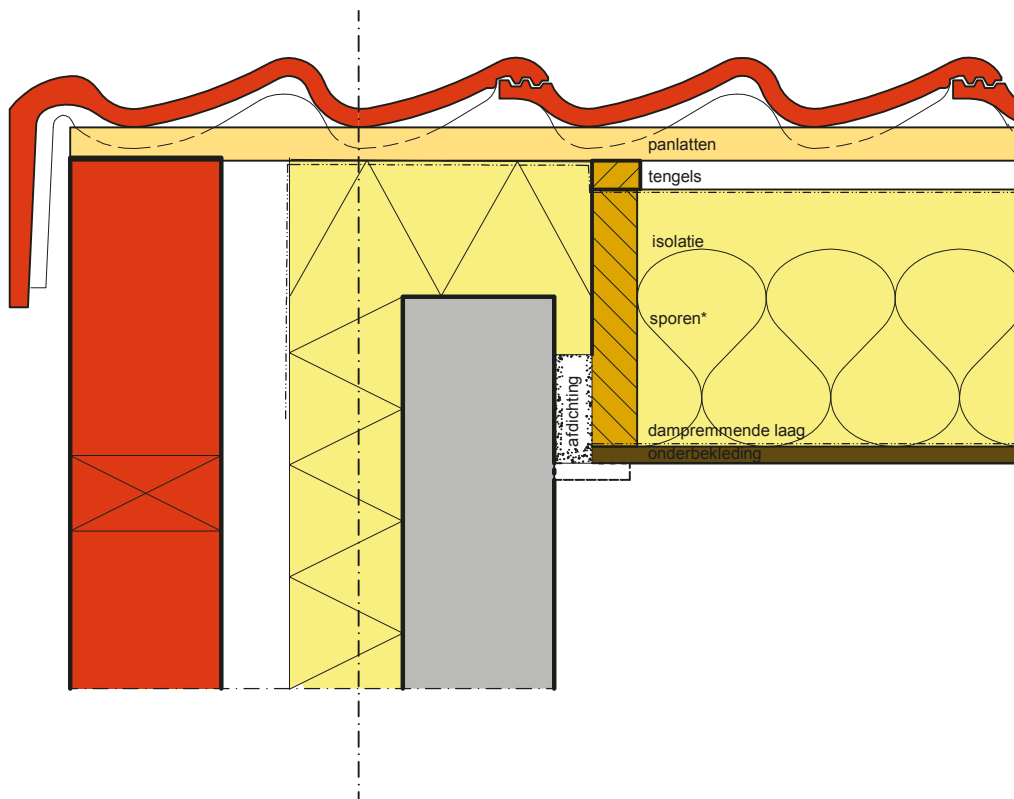 panlatten
tengels
isolatie
sporen*
afdichting
dampremmende laag
onderbekleding